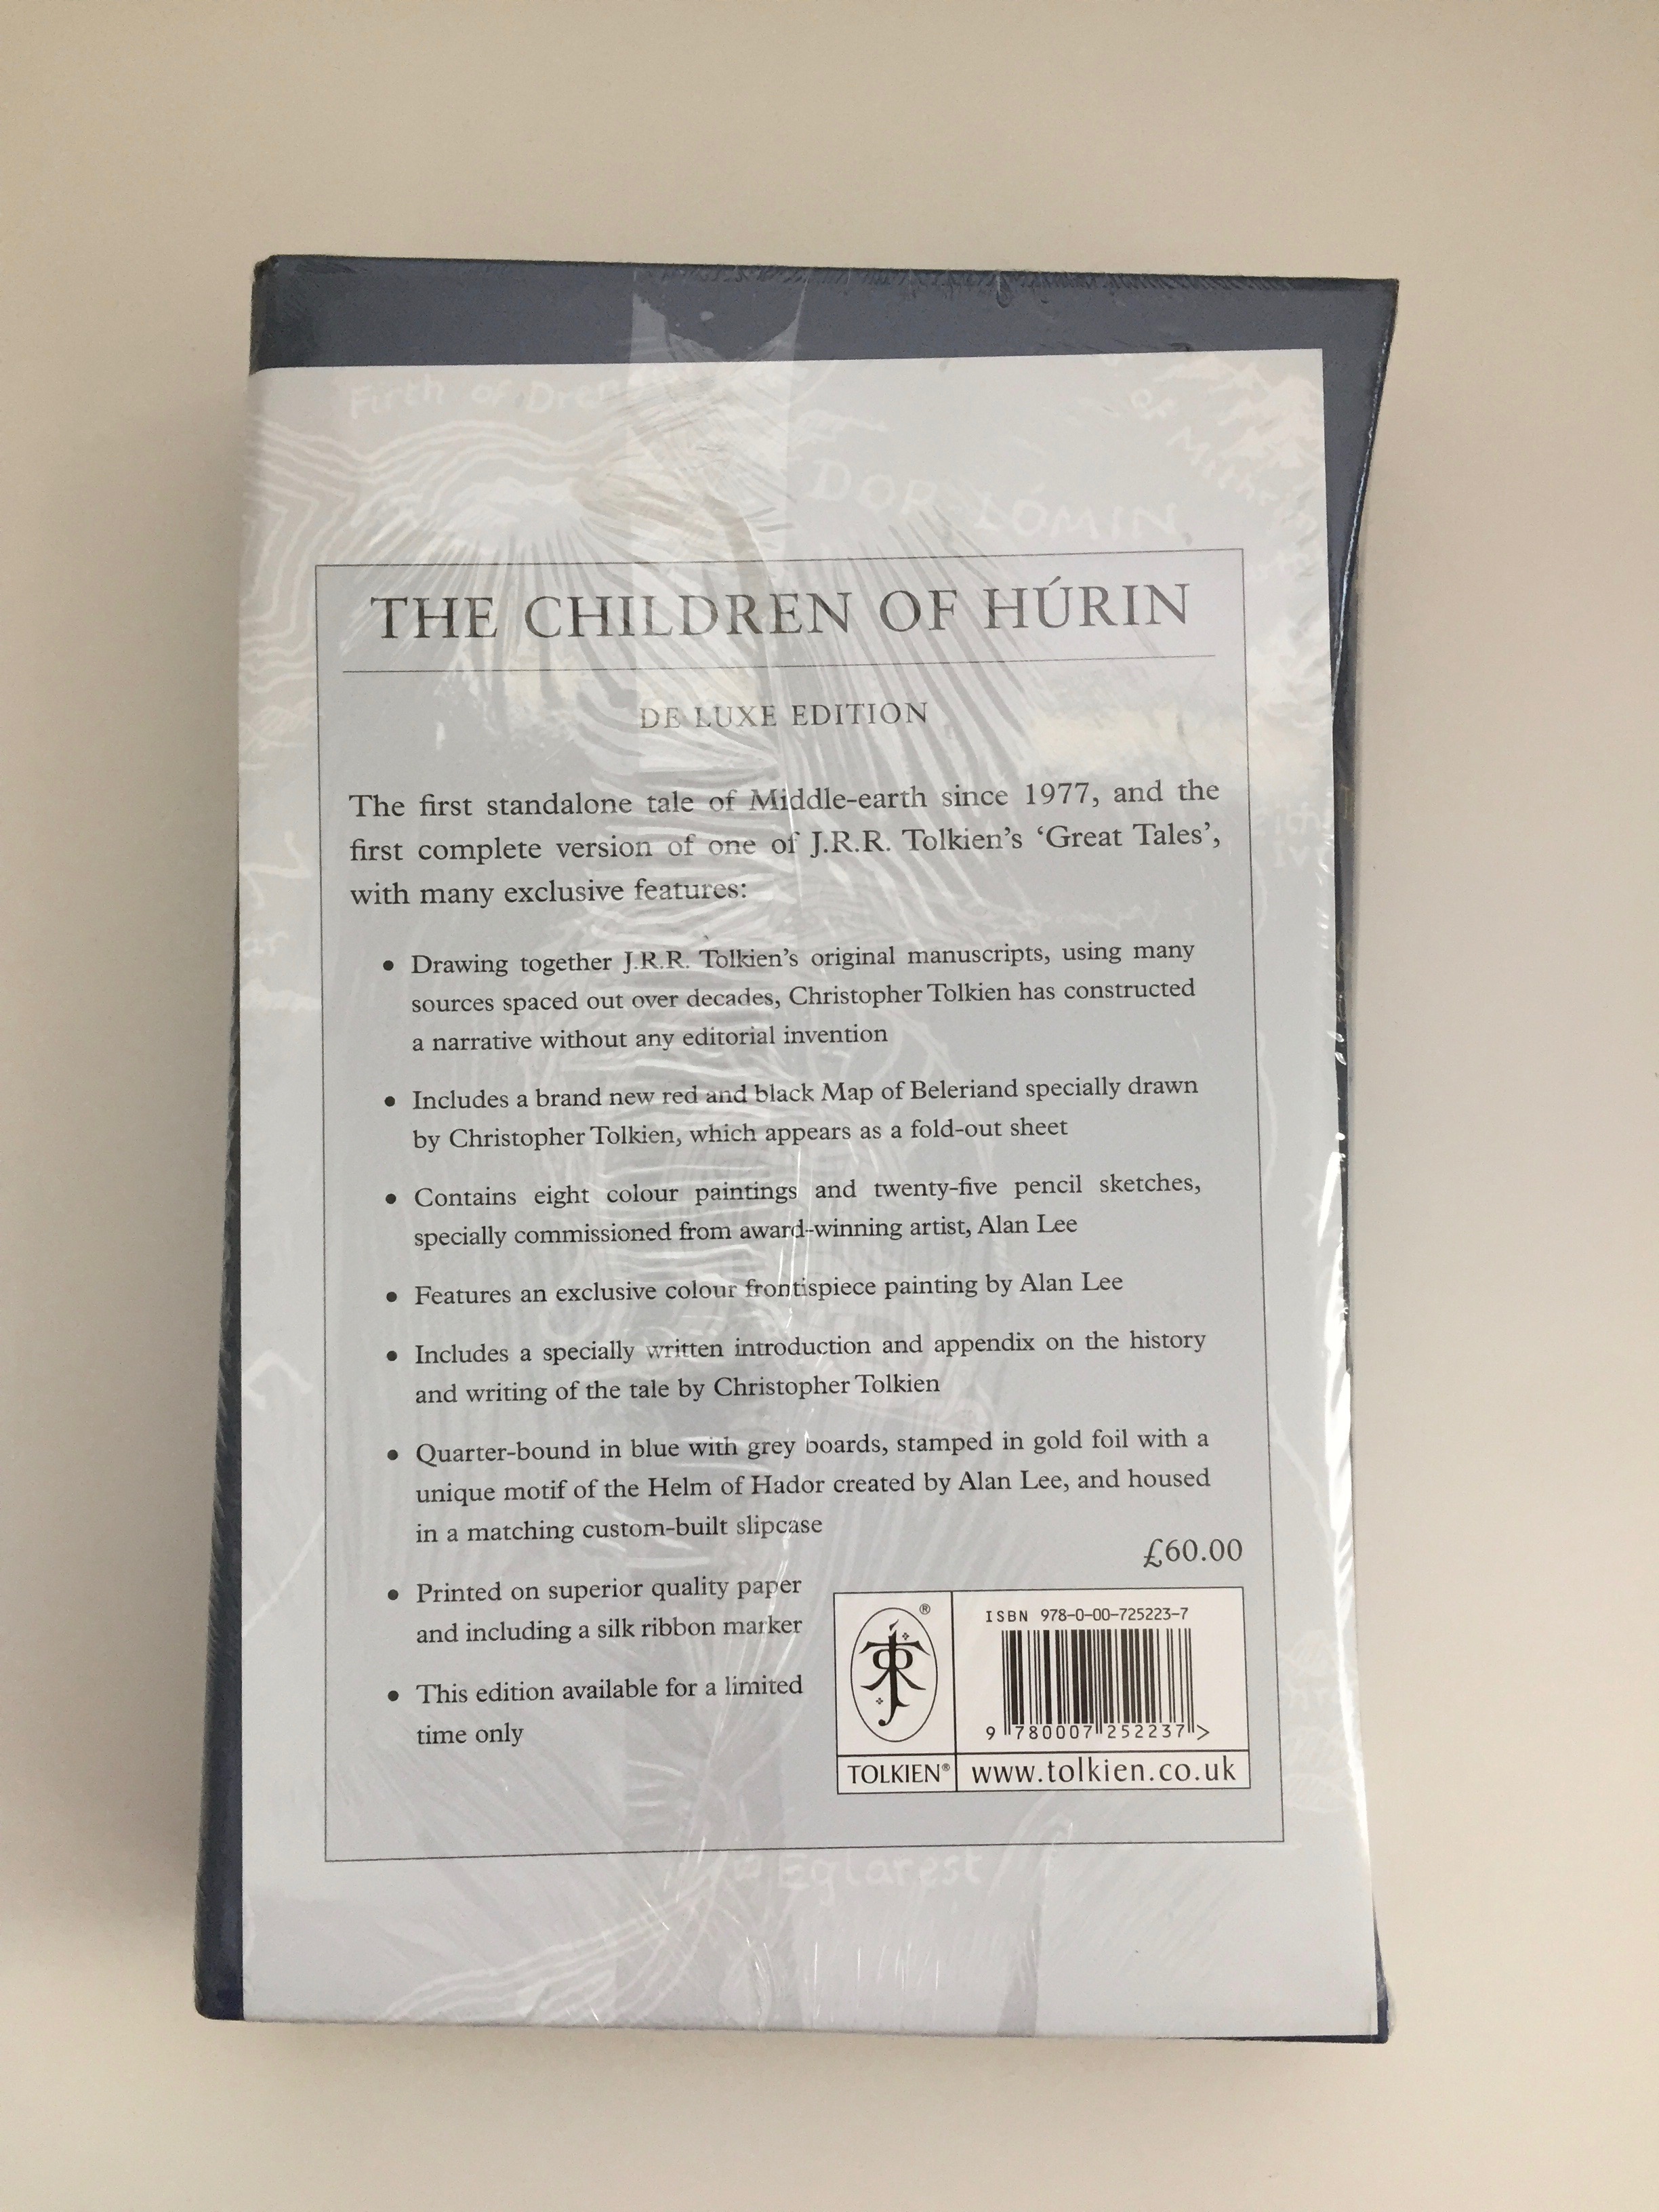 Firth of Dren
of Mithrim
DOR-LÓMIN
THE CHILDREN OF HÚRIN
DE LUXE EDITION
The first standalone tale of Middle-earth since 1977, and the
first complete version of one of J.R.R. Tolkien’s ‘Great Tales’,
with many exclusive features:
• Drawing together J.R.R. Tolkien’s original manuscripts, using many
sources spaced out over decades, Christopher Tolkien has constructed
a narrative without any editorial invention
• Includes a brand new red and black Map of Beleriand specially drawn
by Christopher Tolkien, which appears as a fold-out sheet
• Contains eight colour paintings and twenty-five pencil sketches,
specially commissioned from award-winning artist, Alan Lee
• Features an exclusive colour frontispiece painting by Alan Lee
• Includes a specially written introduction and appendix on the history
and writing of the tale by Christopher Tolkien
• Quarter-bound in blue with grey boards, stamped in gold foil with a
unique motif of the Helm of Hador created by Alan Lee, and housed
in a matching custom-built slipcase
£60.00
• Printed on superior quality paper
and including a silk ribbon marker
• This edition available for a limited
time only
®
ISBN 978-0-00-725223-7
9 780007 252237 >
TOLKIEN®
www.tolkien.co.uk
Eglarest